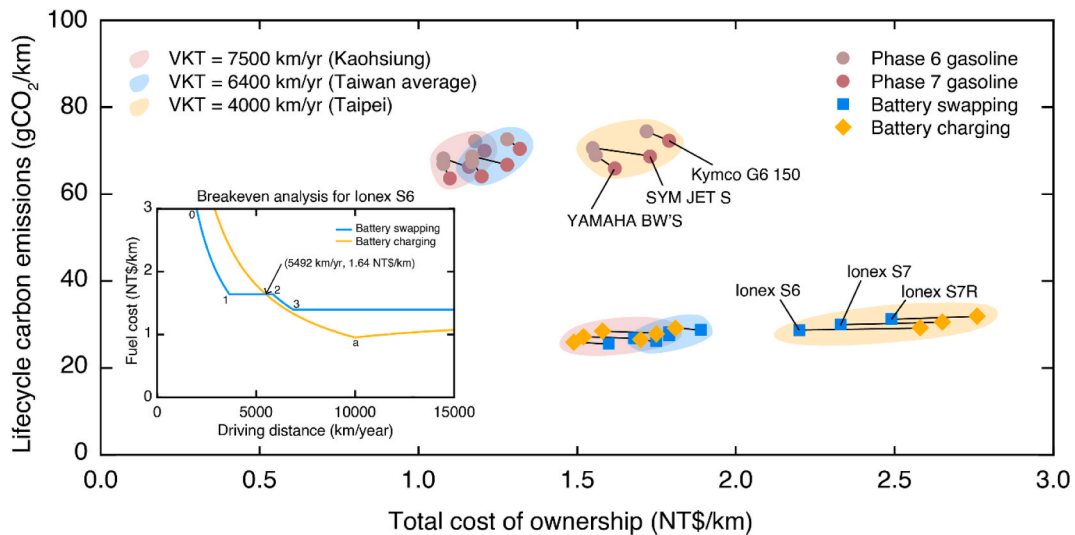 Lifecycle carbon emissions (gCO₂/km)
100
80
60
40
20
0
VKT = 7500 km/yr (Kaohsiung)
VKT = 6400 km/yr (Taiwan average)
VKT = 4000 km/yr (Taipei)
Phase 6 gasoline
Phase 7 gasoline
Battery swapping
Battery charging
Kymco G6 150
SYM JET S
YAMAHA BW'S
Ionex S6
Ionex S7
Ionex S7R
Breakeven analysis for Ionex S6
Fuel cost (NT$/km)
3
2
1
0
Battery swapping
Battery charging
(5492 km/yr, 1.64 NT$/km)
0
1
2
3
a
0
5000
10000
15000
Driving distance (km/year)
0.0
0.5
1.0
1.5
2.0
2.5
3.0
Total cost of ownership (NT$/km)